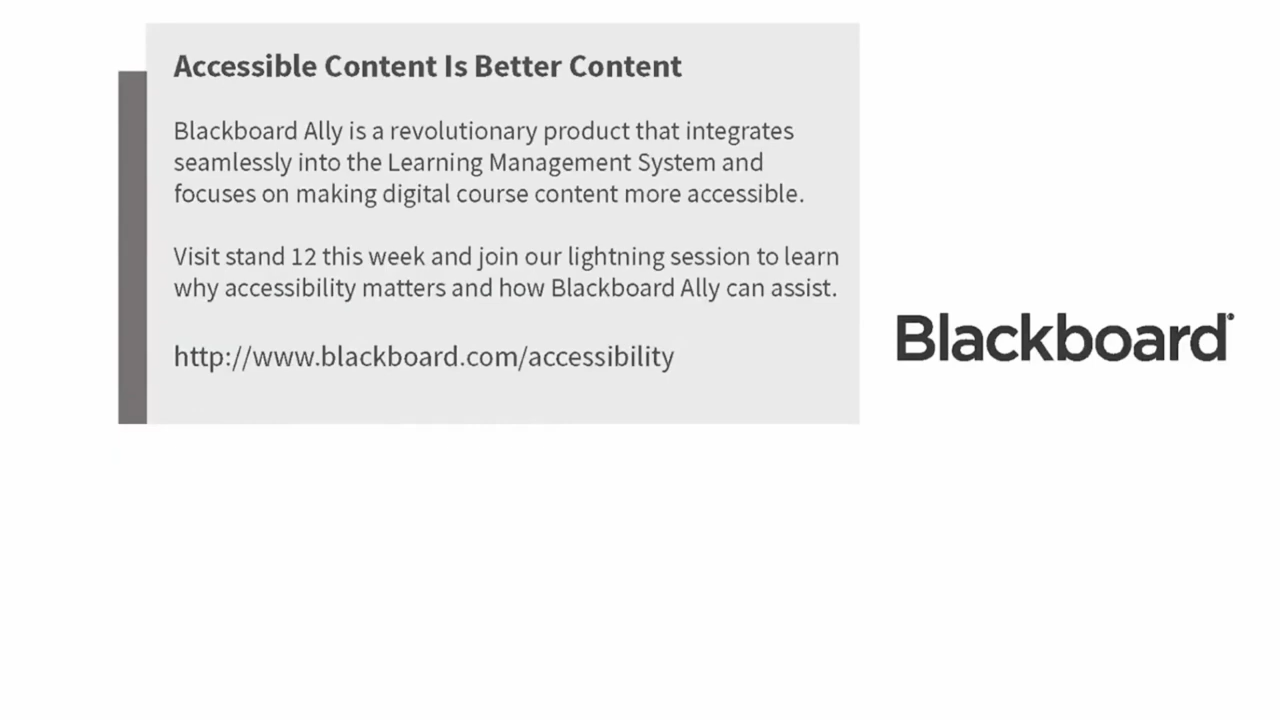 Accessible Content Is Better Content
Blackboard Ally is a revolutionary product that integrates
seamlessly into the Learning Management System and
focuses on making digital course content more accessible.
Visit stand 12 this week and join our lightning session to learn
why accessibility matters and how Blackboard Ally can assist.
http://www.blackboard.com/accessibility
Blackboard